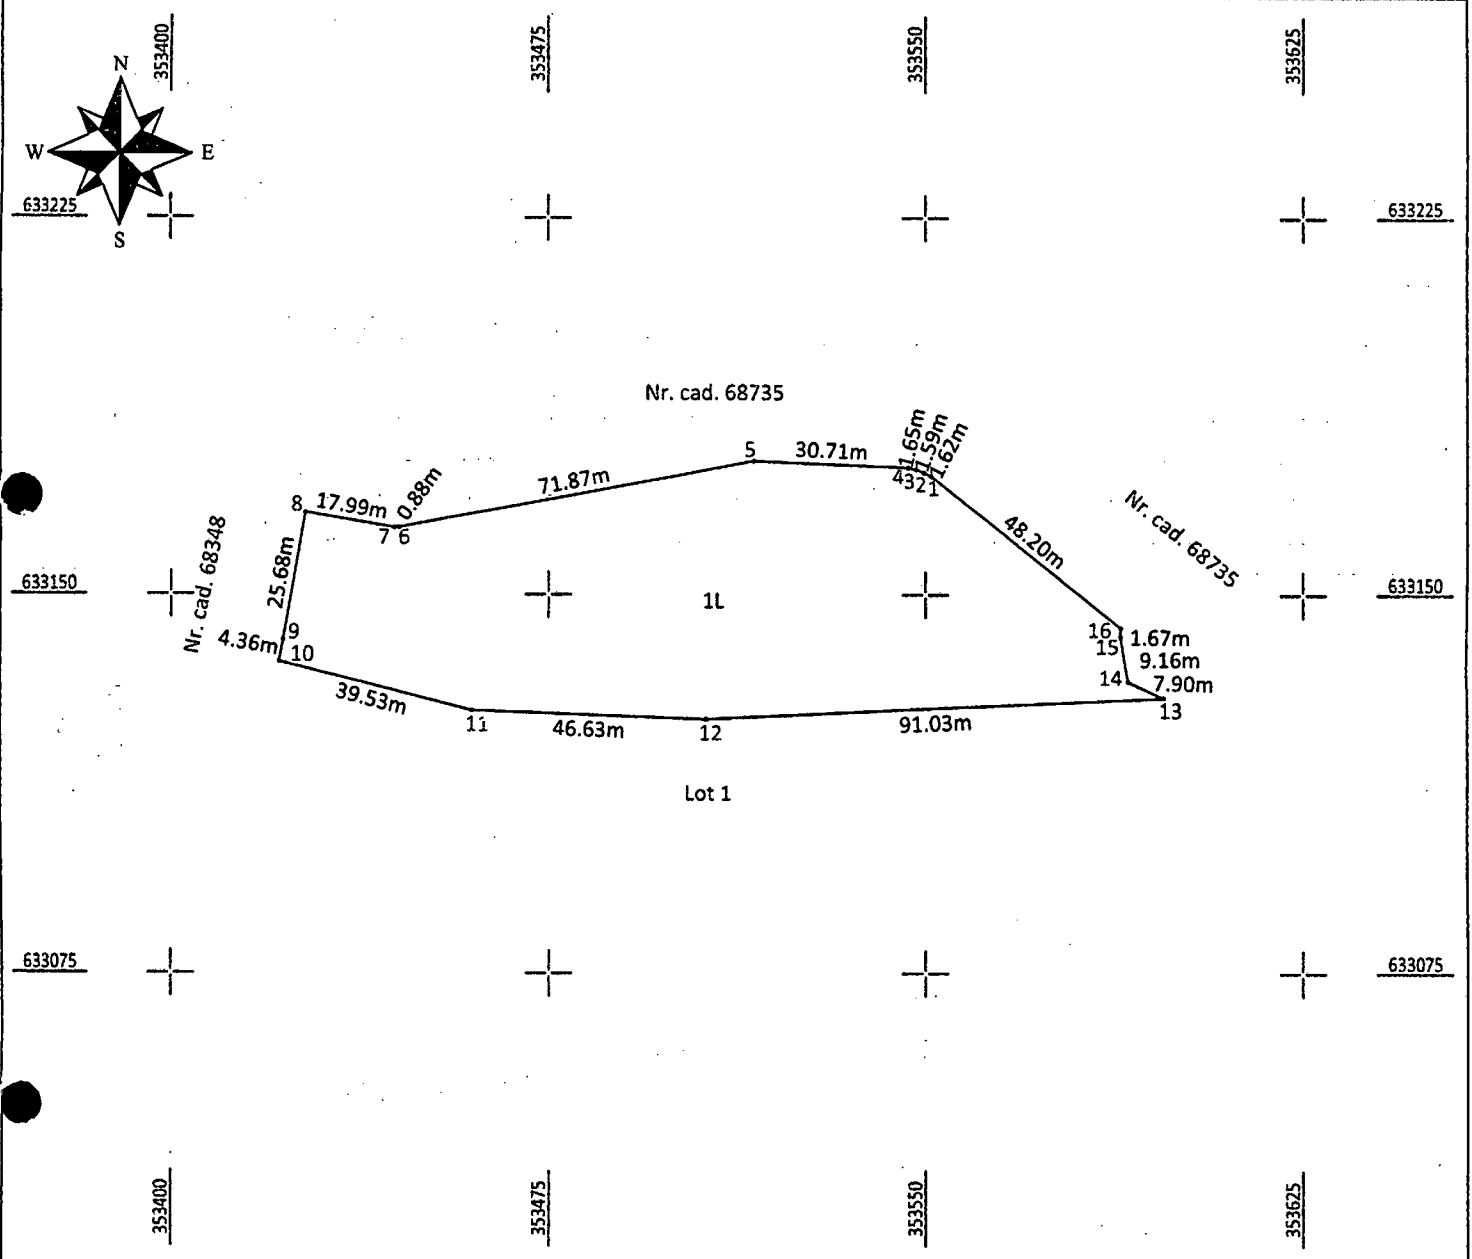 353400
353475
353550
353625
N
W E
S
633225 633225
Nr. cad. 68735
1.65m
1.59m
1.62m
5 30.71m
4321
71.87m
0.88m
8 17.99m
7 6
Nr. cad. 68735
48.20m
Nr. cad. 68348
25.68m
633150 633150
1L
9
4.36m 10
16 1.67m
15 9.16m
14 7.90m
13
39.53m
11 46.63m 12 91.03m
Lot 1
633075 633075
353400
353475
353550
353625